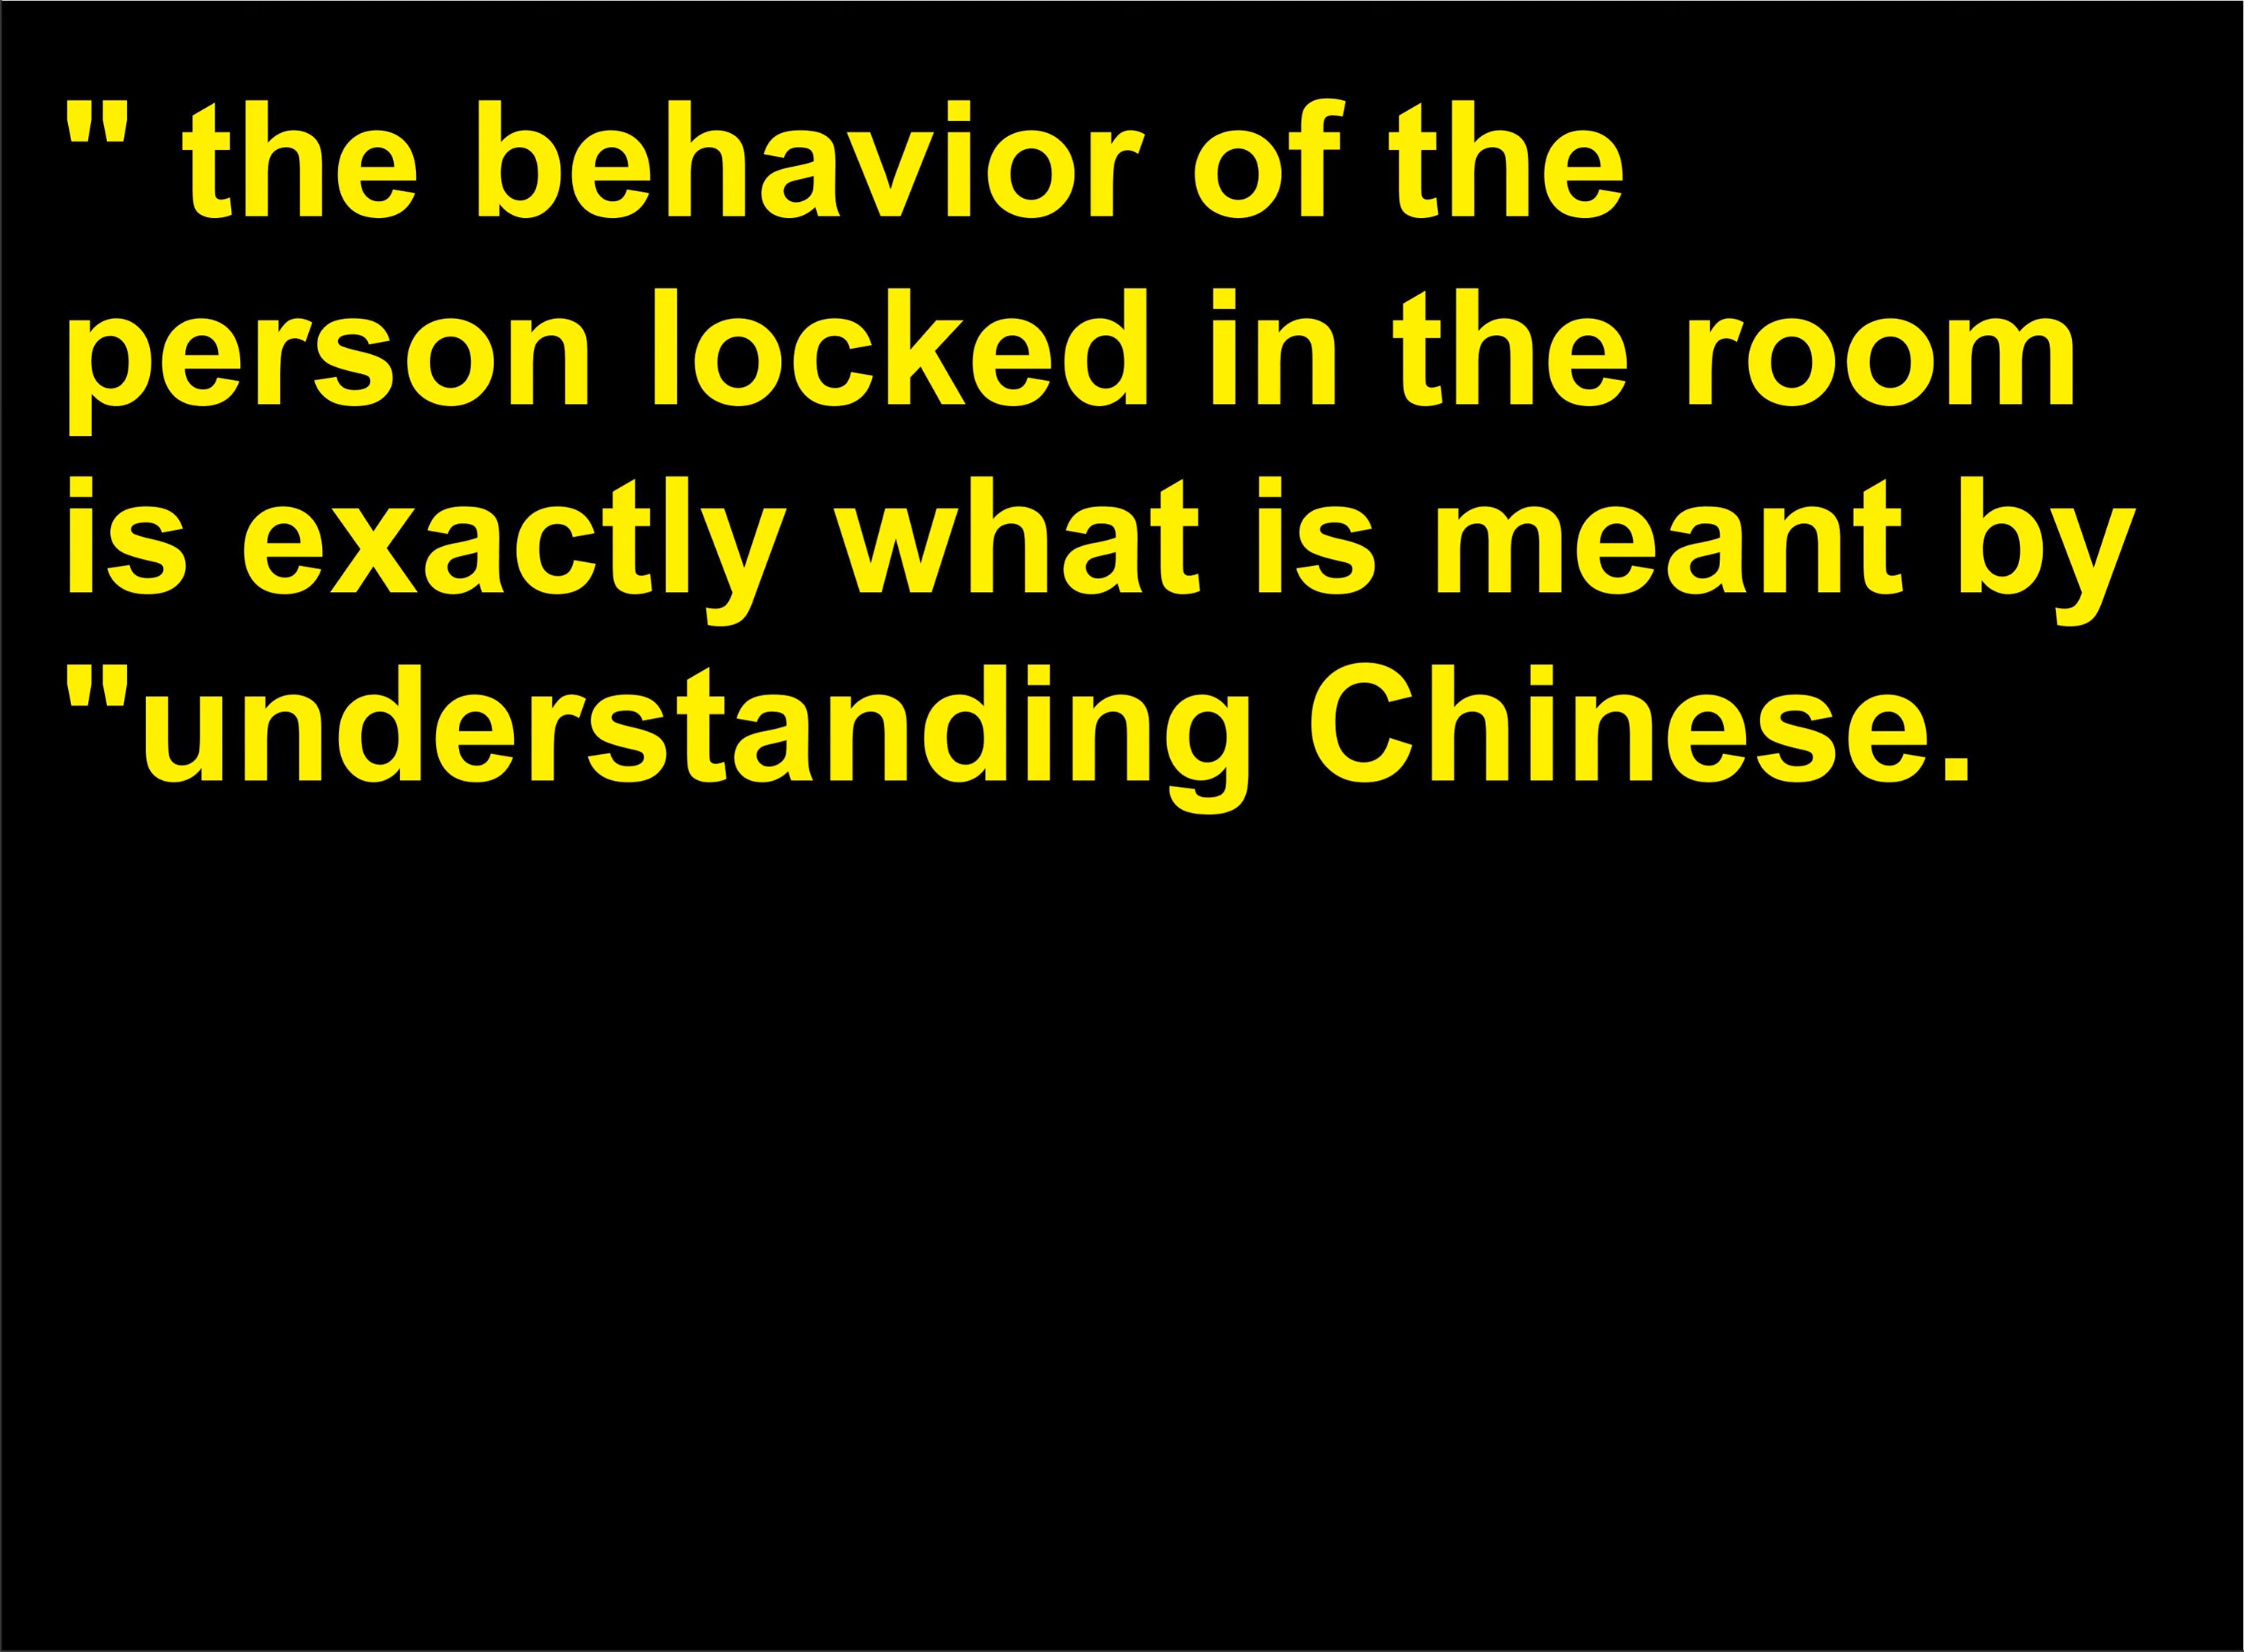 " the behavior of the
person locked in the room
is exactly what is meant by
"understanding Chinese.